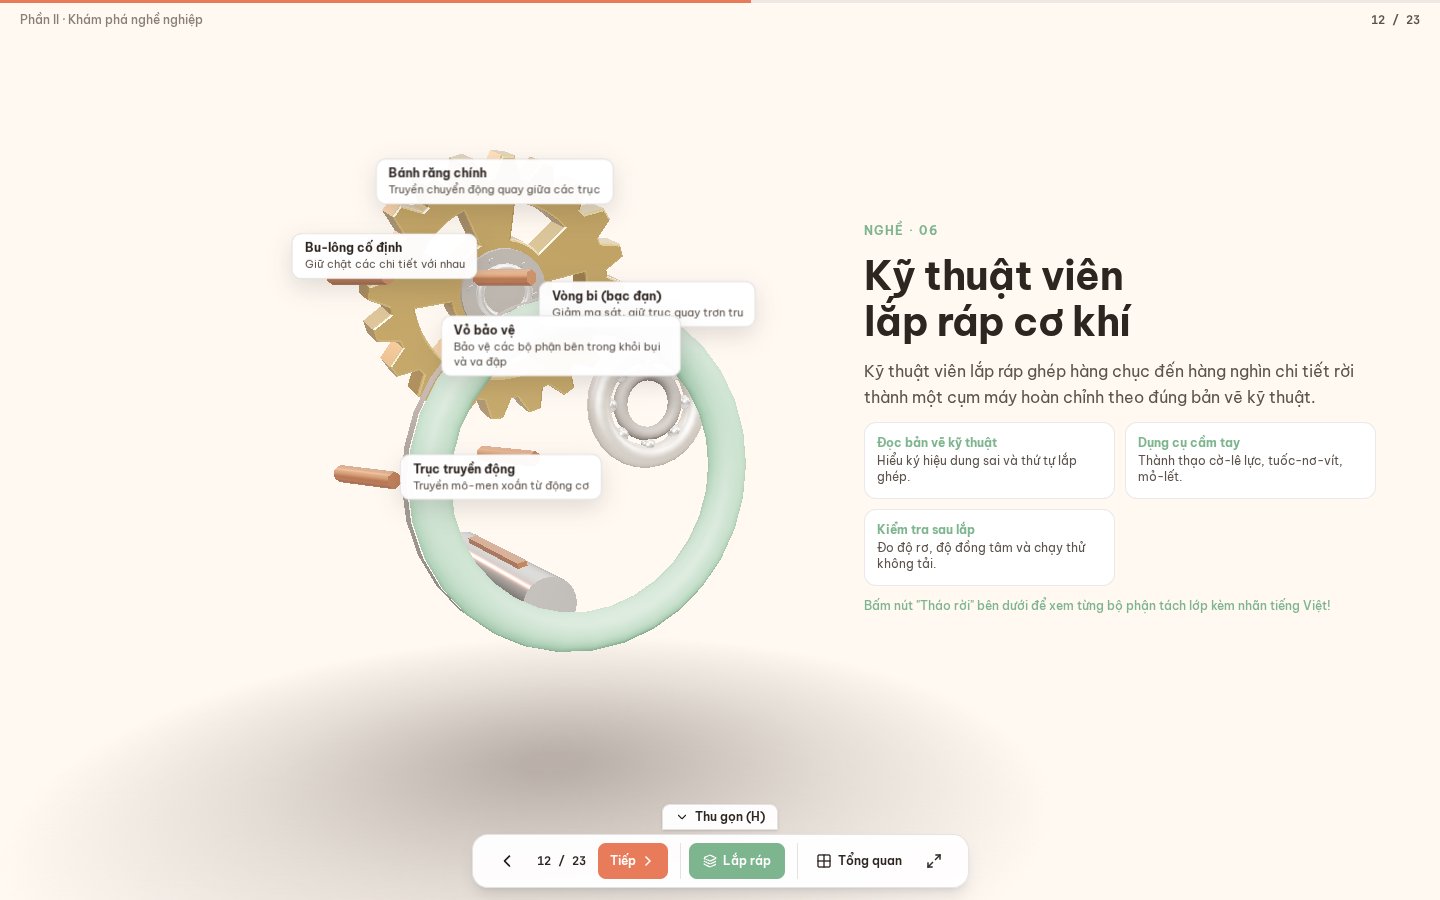 Phần II · Khám phá nghề nghiệp
12 / 23
Bánh răng chính
Truyền chuyển động quay giữa các trục
Bu-lông cố định
Giữ chặt các chi tiết với nhau
Vòng bi (bạc đạn)
Giảm ma sát, giữ trục quay trơn tru
Vỏ bảo vệ
Bảo vệ các bộ phận bên trong khỏi bụi
và va đập
Trục truyền động
Truyền mô-men xoắn từ động cơ
NGHỀ · 06
Kỹ thuật viên
lắp ráp cơ khí
Kỹ thuật viên lắp ráp ghép hàng chục đến hàng nghìn chi tiết rời
thành một cụm máy hoàn chỉnh theo đúng bản vẽ kỹ thuật.
Đọc bản vẽ kỹ thuật
Hiểu ký hiệu dung sai và thứ tự lắp
ghép.
Dụng cụ cầm tay
Thành thạo cờ-lê lực, tuốc-nơ-vít,
mỏ-lết.
Kiểm tra sau lắp
Đo độ rơ, độ đồng tâm và chạy thử
không tải.
Bấm nút "Tháo rời" bên dưới để xem từng bộ phận tách lớp kèm nhãn tiếng Việt!
Thu gọn (H)
12 / 23
Tiếp
Lắp ráp
Tổng quan